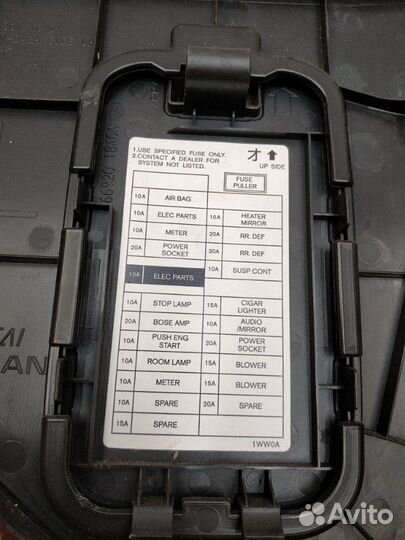 1.USE SPECIFIED FUSE ONLY.
2.CONTACT A DEALER FOR
SYSTEM NOT LISTED.
オ
UP SIDE
FUSE
PULLER
10A AIR BAG
10A ELEC PARTS
10A HEATER
MIRROR
10A METER
20A RR. DEF
20A POWER
SOCKET
20A RR. DEF
10A ELEC PARTS
10A SUSP CONT
10A STOP LAMP
15A CIGAR
LIGHTER
20A BOSE AMP
10A AUDIO
/MIRROR
10A PUSH ENG
START
20A POWER
SOCKET
10A ROOM LAMP
15A BLOWER
10A METER
15A BLOWER
10A SPARE
20A SPARE
15A SPARE
1WW0A
66920 1BA0A
Avito